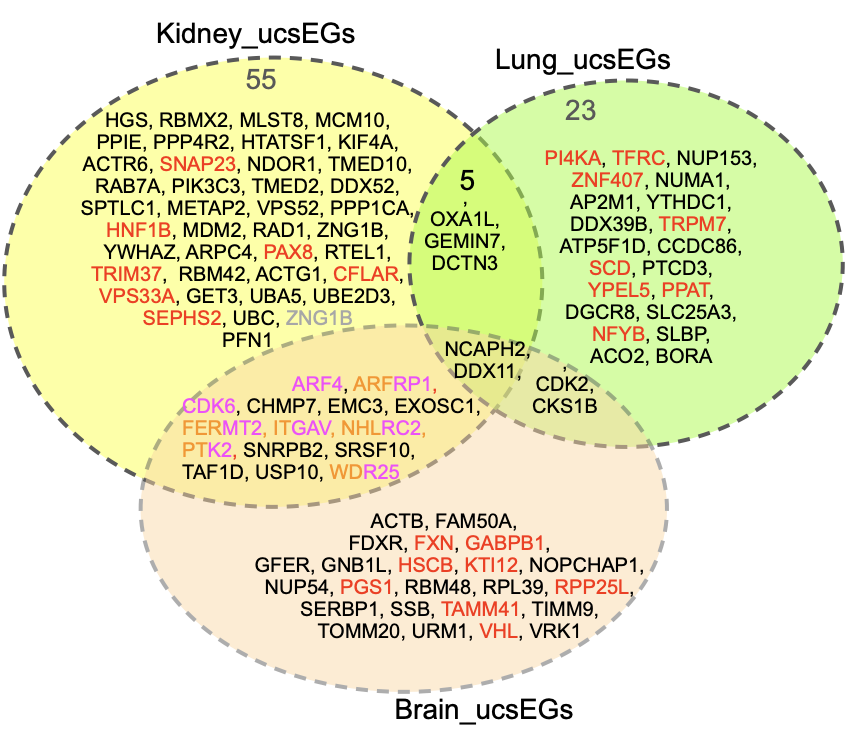 Kidney_ucsEGs
55
HGS, RBMX2, MLST8, MCM10,
PPIE, PPP4R2, HTATSF1, KIF4A,
ACTR6, SNAP23, NDOR1, TMED10,
RAB7A, PIK3C3, TMED2, DDX52,
SPTLC1, METAP2, VPS52, PPP1CA,
HNF1B, MDM2, RAD1, ZNG1B,
YWHAZ, ARPC4, PAX8, RTEL1,
TRIM37, RBM42, ACTG1, CFLAR,
VPS33A, GET3, UBA5, UBE2D3,
SEPHS2, UBC, ZNG1B
PFN1
Lung_ucsEGs
23
PI4KA, TFRC, NUP153,
ZNF407, NUMA1,
AP2M1, YTHDC1,
DDX39B, TRPM7,
ATP5F1D, CCDC86,
SCD, PTCD3,
YPEL5, PPAT,
DGCR8, SLC25A3,
NFYB, SLBP,
ACO2, BORA
5
,
OXA1L,
GEMIN7,
DCTN3
NCAPH2,
DDX11,
,
CDK2,
CKS1B
ARF4, ARFRP1,
CDK6, CHMP7, EMC3, EXOSC1,
FERMT2, ITGAV, NHLRC2,
PTK2, SNRPB2, SRSF10,
TAF1D, USP10, WDR25
ACTB, FAM50A,
FDXR, FXN, GABPB1,
GFER, GNB1L, HSCB, KTI12, NOPCHAP1,
NUP54, PGS1, RBM48, RPL39, RPP25L,
SERBP1, SSB, TAMM41, TIMM9,
TOMM20, URM1, VHL, VRK1
Brain_ucsEGs